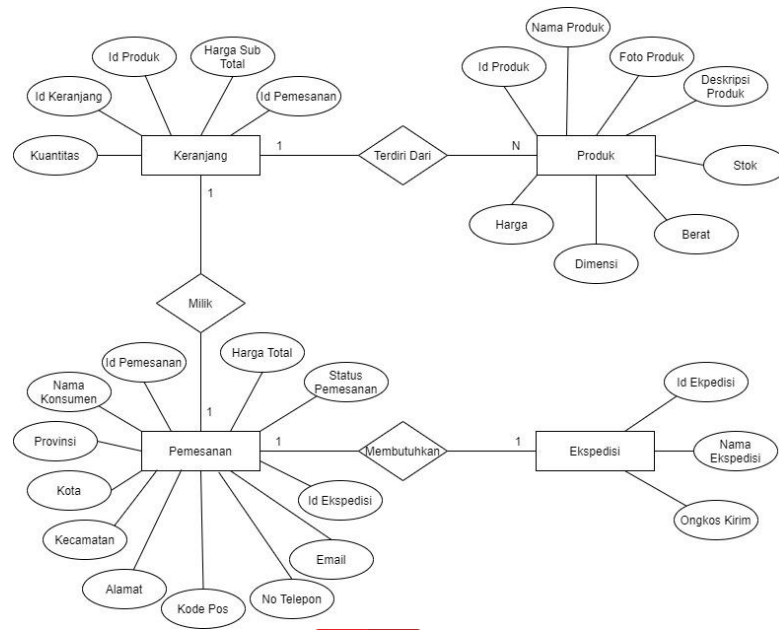 Nama Produk
Harga Sub
Total
Id Produk
Foto Produk
Id Produk
Deskripsi
Produk
Id Keranjang
Id Pemesanan
Kuantitas
Keranjang
1
Terdiri Dari
N
Produk
Stok
1
Harga
Berat
Dimensi
Milik
Id Pemesanan
Harga Total
Status
Pemesanan
Nama
Konsumen
Id Ekpedisi
1
Provinsi
Pemesanan
1
Membutuhkan
1
Ekspedisi
Nama
Ekspedisi
Kota
Id Ekspedisi
Ongkos Kirim
Kecamatan
Email
Alamat
Kode Pos
No Telepon